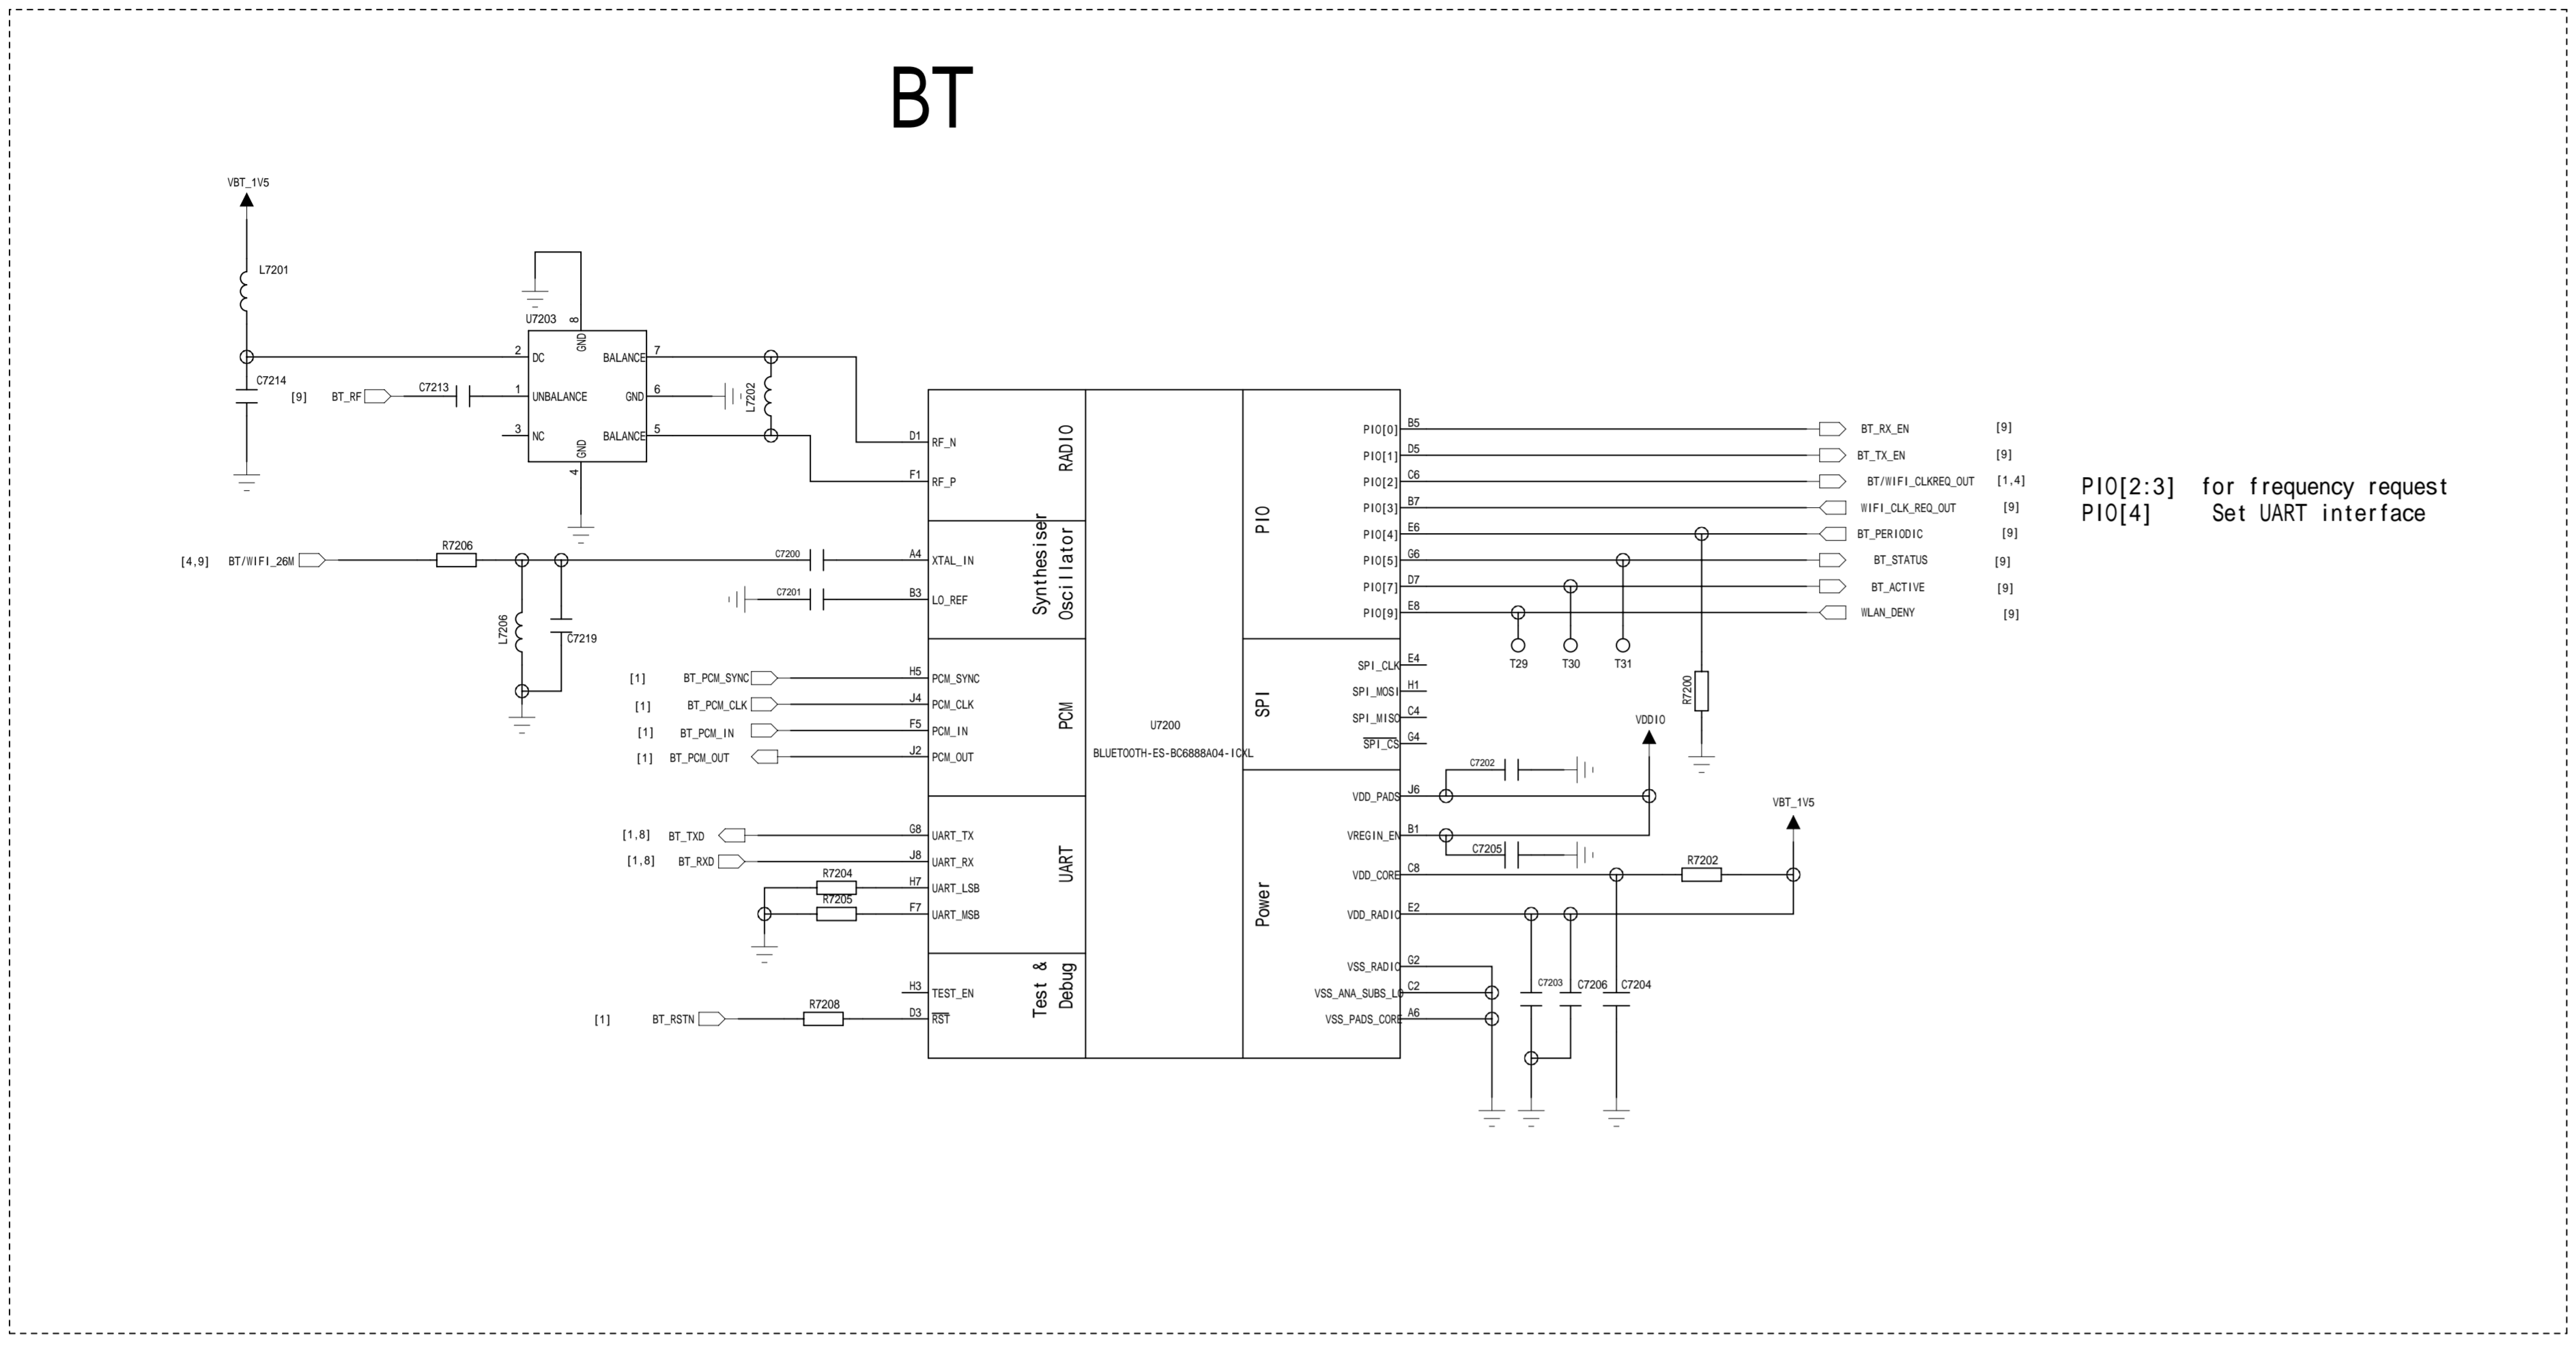 BT
VBT_1V5
L7201
U7203
8
GND
2
DC
BALANCE
7
C7214
[9]
BT_RF
C7213
1
UNBALANCE
GND
6
L7202
3
NC
BALANCE
5
GND
4
[4,9]
BT/WIFI_26M
R7206
C7200
C7201
L7206
C7219
D1
RF_N
F1
RF_P
RADIO
A4
XTAL_IN
B3
LO_REF
Synthesiser
Oscillator
[1]
BT_PCM_SYNC
H5
PCM_SYNC
[1]
BT_PCM_CLK
J4
PCM_CLK
[1]
BT_PCM_IN
F5
PCM_IN
[1]
BT_PCM_OUT
J2
PCM_OUT
PCM
[1,8]
BT_TXD
G8
UART_TX
[1,8]
BT_RXD
J8
UART_RX
R7204
H7
UART_LSB
R7205
F7
UART_MSB
UART
H3
TEST_EN
[1]
BT_RSTN
R7208
D3
RST
Test &
Debug
U7200
BLUETOOTH-ES-BC6888A04-ICXL
PIO
PIO[0]
B5
BT_RX_EN
[9]
PIO[1]
D5
BT_TX_EN
[9]
PIO[2]
C6
BT/WIFI_CLKREQ_OUT
[1,4]
PIO[3]
B7
WIFI_CLK_REQ_OUT
[9]
PIO[4]
E6
BT_PERIODIC
[9]
PIO[5]
G6
BT_STATUS
[9]
PIO[7]
D7
BT_ACTIVE
[9]
PIO[9]
E8
WLAN_DENY
[9]
PIO[2:3] for frequency request
PIO[4] Set UART interface
T29
T30
T31
R7200
SPI
SPI_CLK
E4
SPI_MOSI
H1
SPI_MISO
C4
SPI_CS
G4
VDDIO
C7202
Power
VDD_PADS
J6
VREGIN_EN
B1
C7205
VBT_1V5
VDD_CORE
C8
R7202
VDD_RADIO
E2
VSS_RADIO
G2
VSS_ANA_SUBS_LO
C2
VSS_PADS_CORE
A6
C7203
C7206
C7204